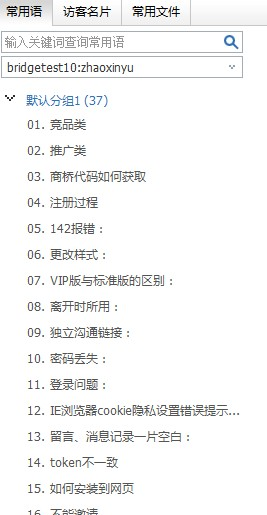 常用语 访客名片 常用文件
输入关键词查询常用语
bridgetest10:zhaoxinyu
默认分组1 (37)
01. 竞品类
02. 推广类
03. 商桥代码如何获取
04. 注册过程
05. 142报错：
06. 更改样式：
07. VIP版与标准版的区别：
08. 离开时所用：
09. 独立沟通链接：
10. 密码丢失：
11. 登录问题：
12. IE浏览器cookie隐私设置错误提示...
13. 留言、消息记录一片空白：
14. token不一致
15. 如何安装到网页
16. 不能邀请